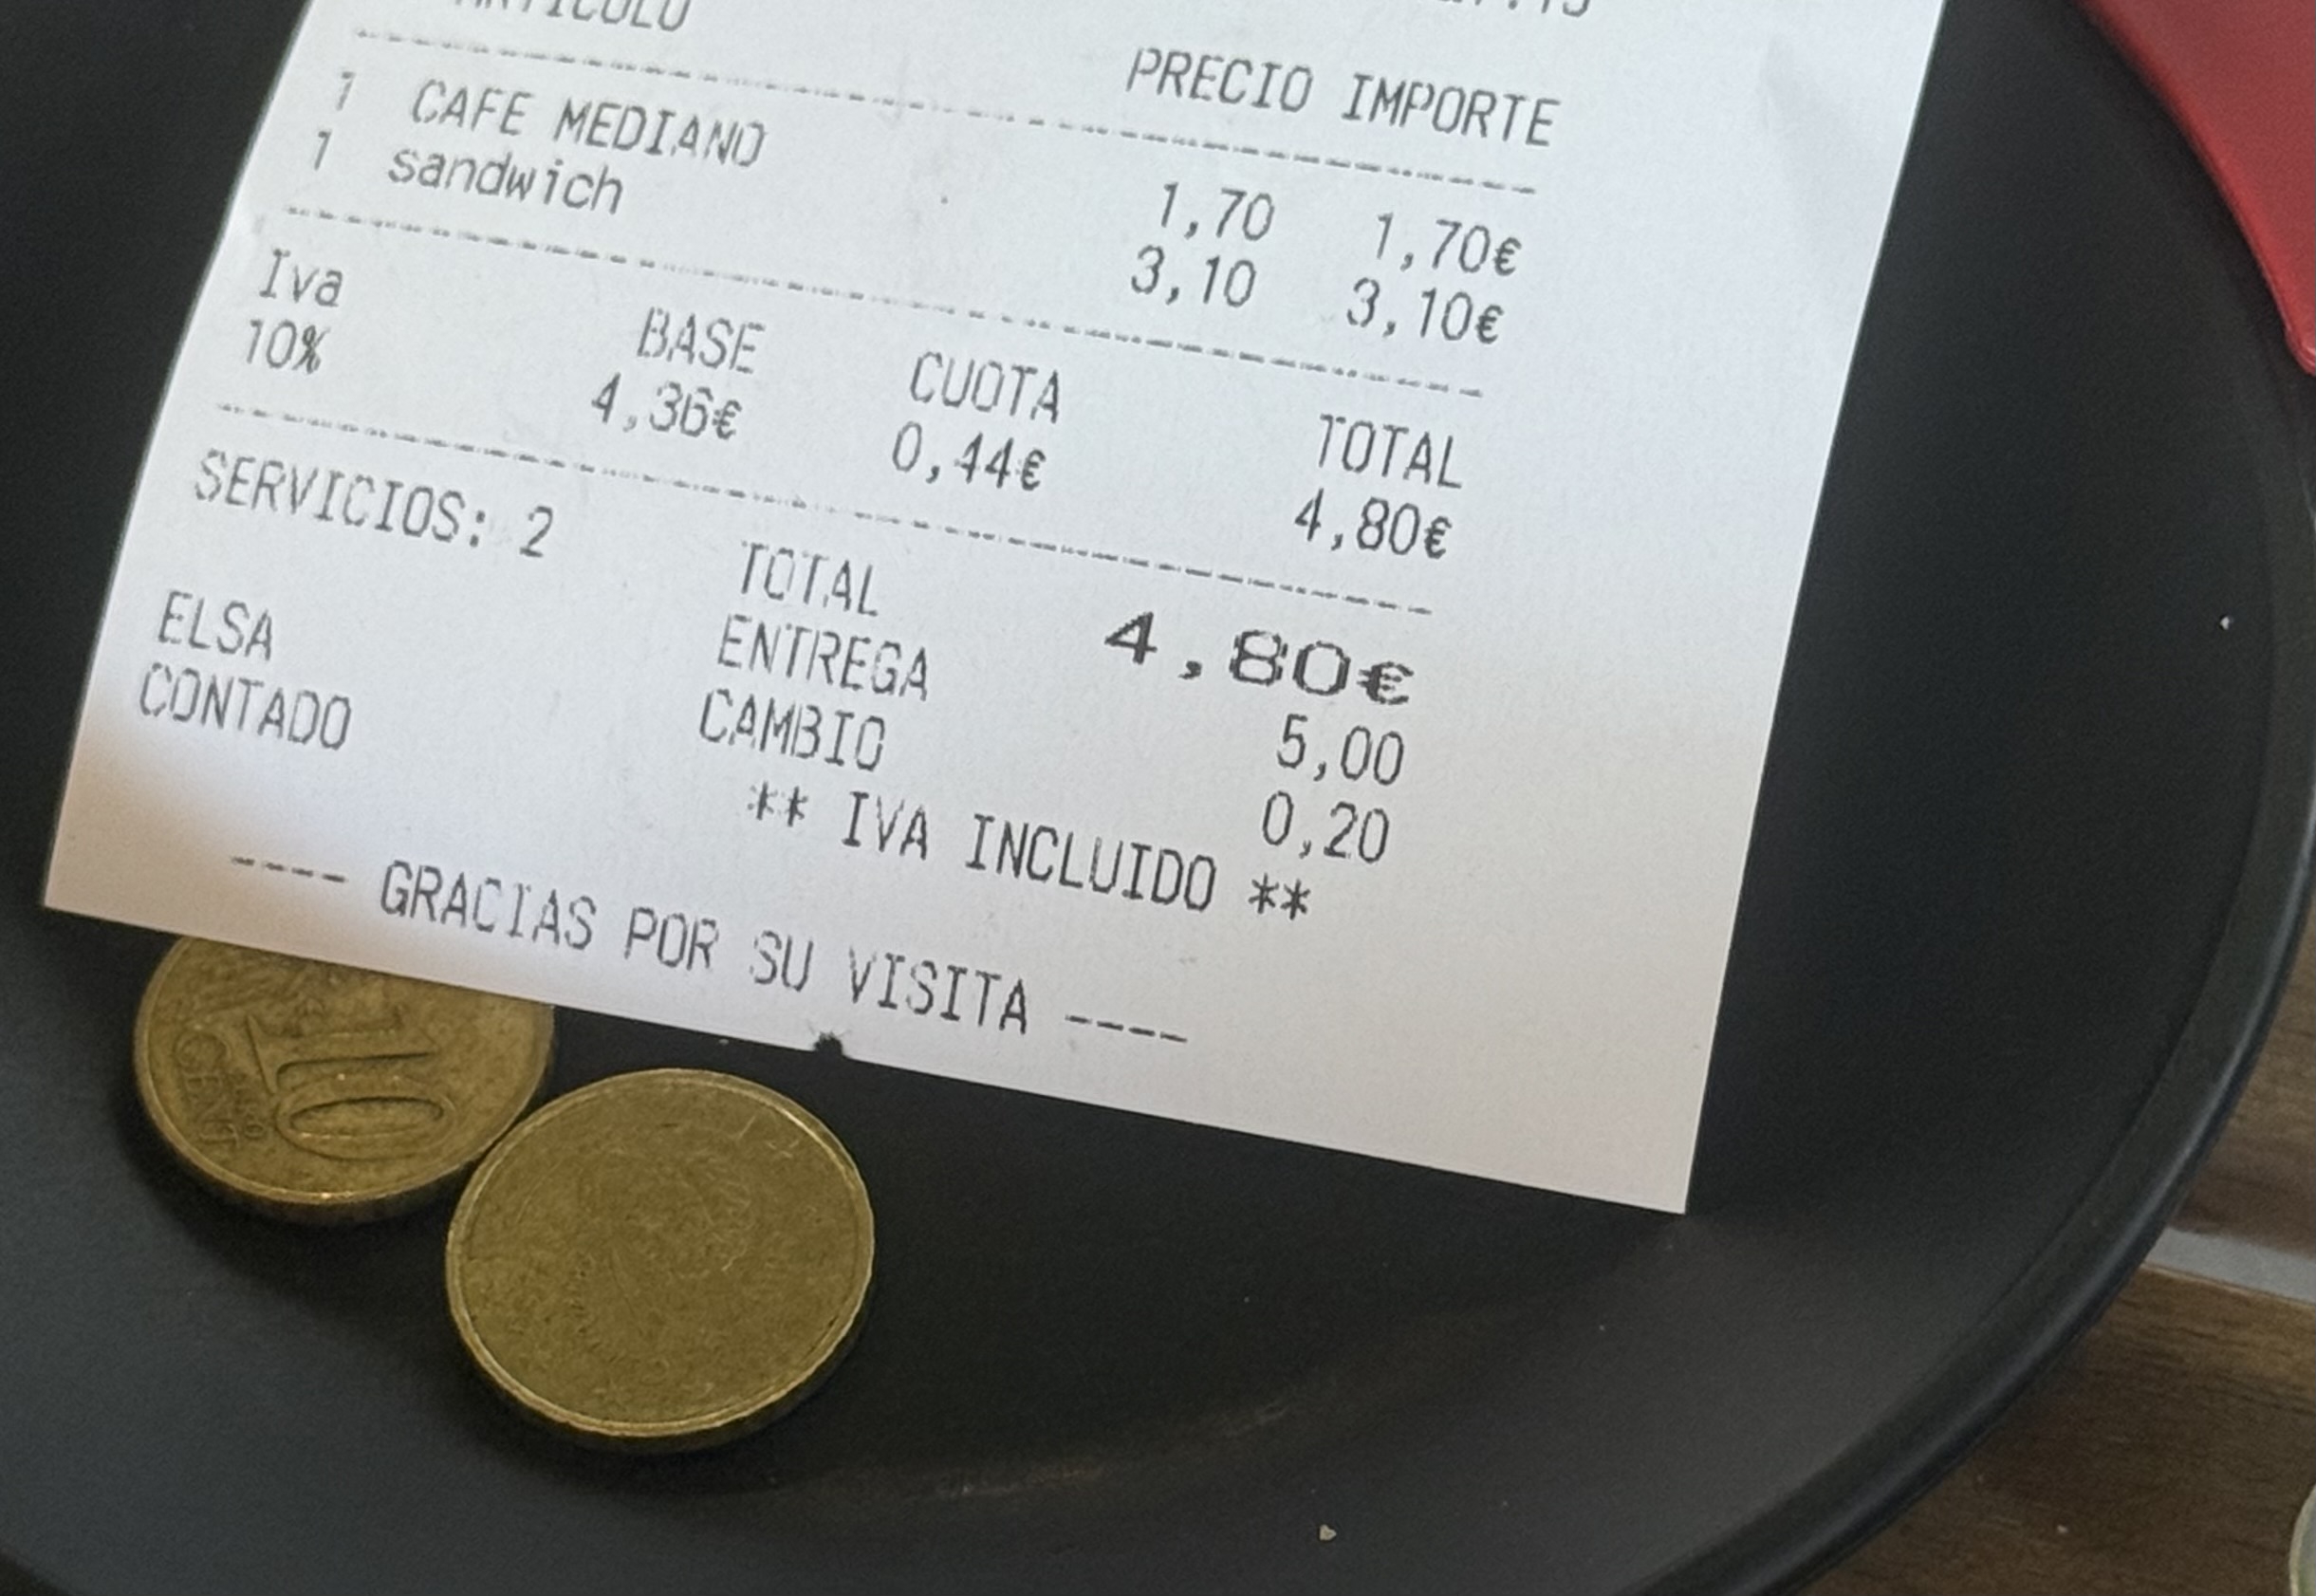 ARTICULO PRECIO IMPORTE
1 CAFE MEDIANO 1,70 1,70€
1 sandwich 3,10 3,10€
Iva BASE CUOTA TOTAL
10% 4,36€ 0,44€ 4,80€
SERVICIOS: 2 TOTAL 4,80€
ELSA ENTREGA 5,00
CONTADO CAMBIO 0,20
** IVA INCLUIDO **
---- GRACIAS POR SU VISITA ----
10
CENT